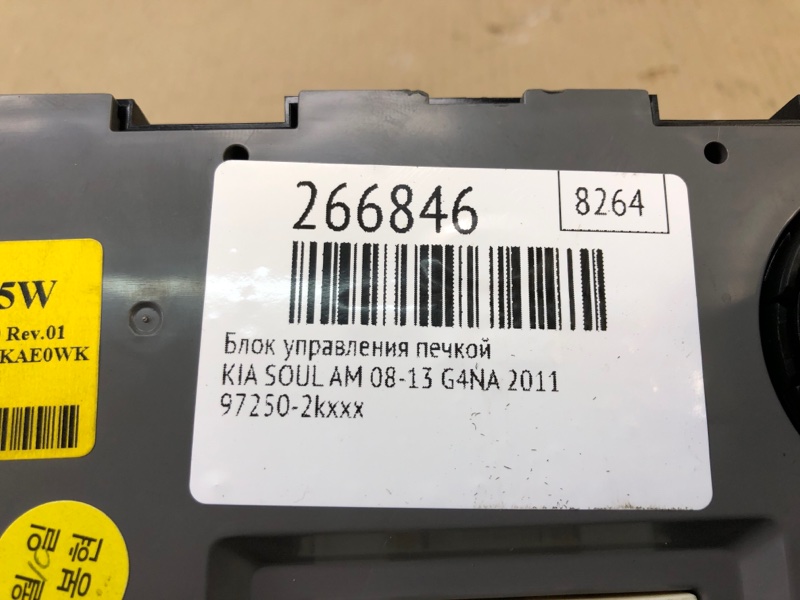 266846
8264
Блок управления печкой
KIA SOUL AM 08-13 G4NA 2011
97250-2kxxx
5W
Rev.01
KAE0WK